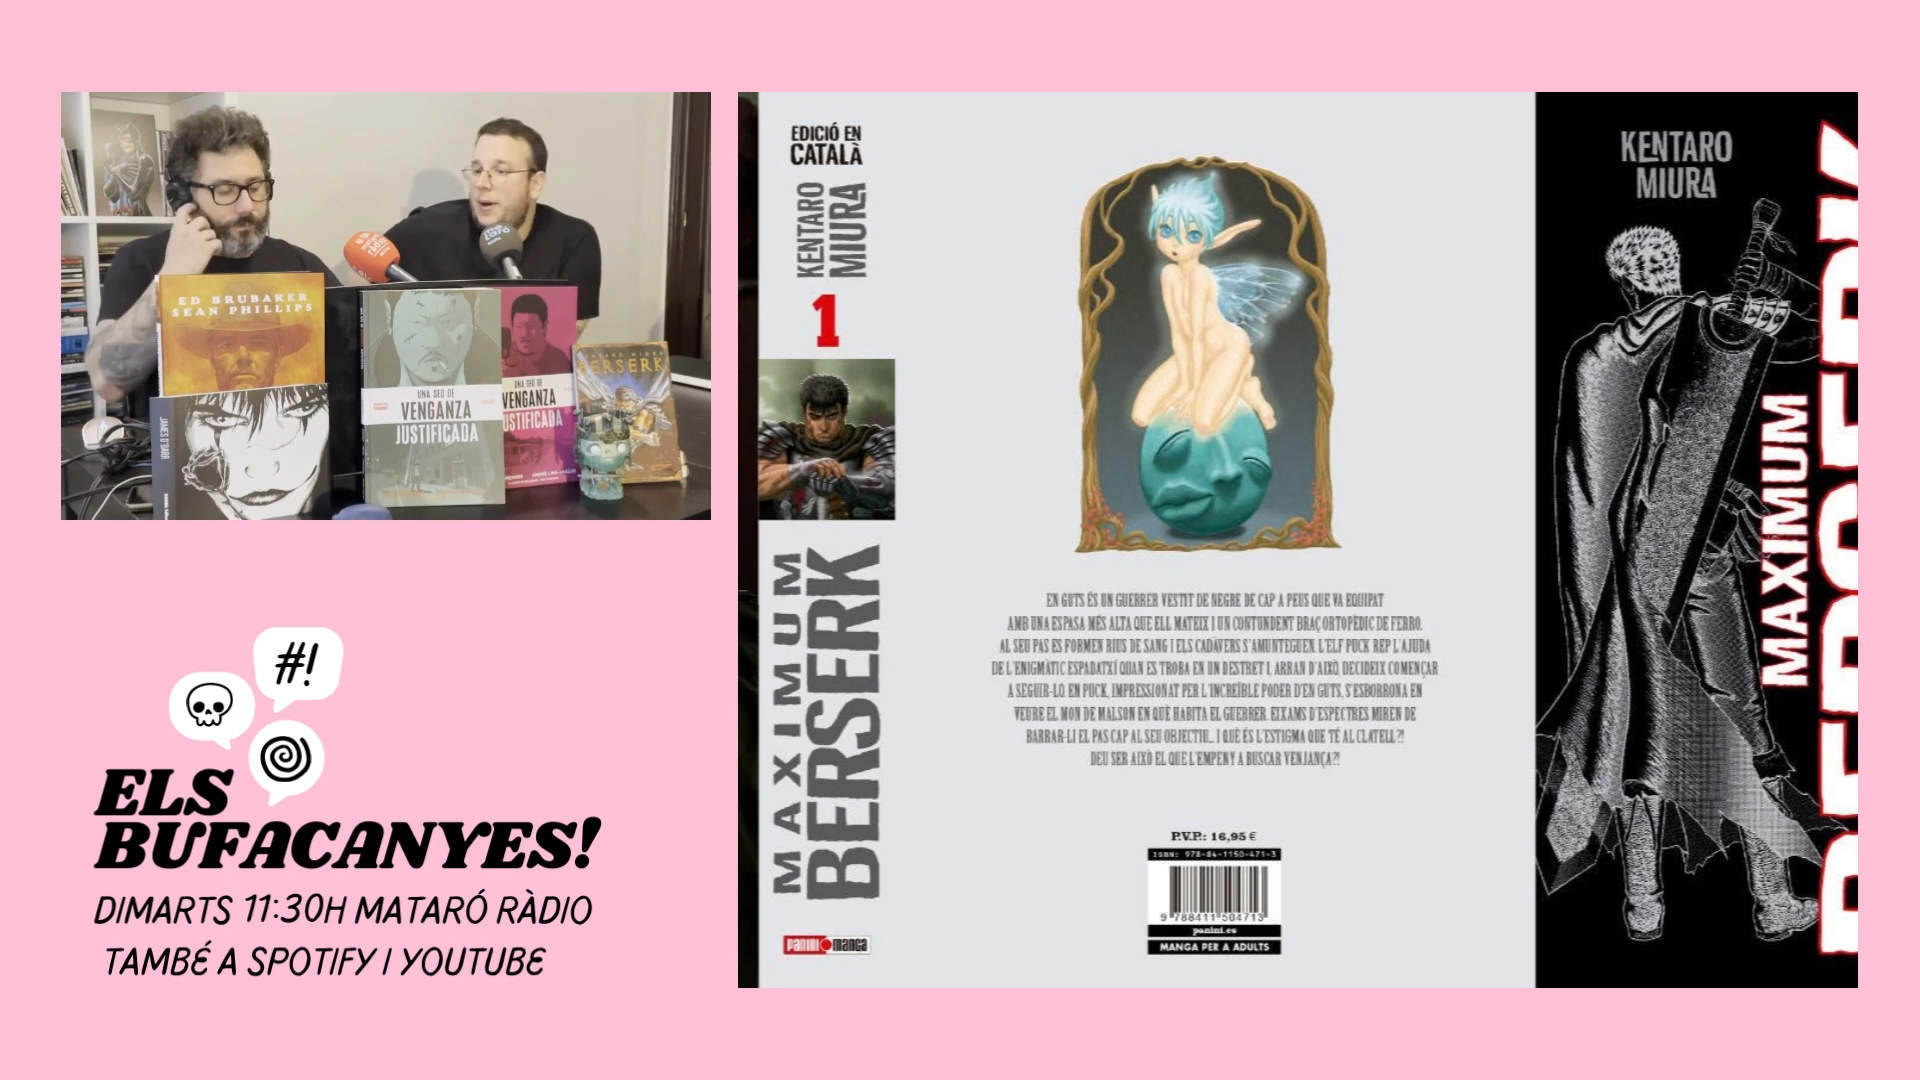 ED BRUBAKER
SEAN PHILLIPS
UNA SED DE
VENGANZA
JUSTIFICADA
UNA SED DE
VENGANZA
JUSTIFICADA
BERSERK
#!
ELS
BUFACANYES!
DIMARTS 11:30H MATARÓ RÀDIO
TAMBÉ A SPOTIFY I YOUTUBE
EDICIÓ EN
CATALÀ
KENTARO
MIURA
1
MAXIMUM
BERSERK
panini manga
EN GUTS ÉS UN GUERRER VESTIT DE NEGRE DE CAP A PEUS QUE VA EQUIPAT
AMB UNA ESPASA MÉS ALTA QUE ELL MATEIX I UN CONTUNDENT BRAÇ ORTOPÈDIC DE FERRO.
AL SEU PAS ES FORMEN RIUS DE SANG I ELS CADÀVERS S'AMUNTEGUEN. L'ELF PUCK REP L'AJUDA
DE L'ENIGMÀTIC ESPADATXÍ QUAN ES TROBA EN UN DESTRET I, ARRAN D'AIXÒ, DECIDEIX COMENÇAR
A SEGUIR-LO. EN PUCK, IMPRESSIONAT PER L'INCREÏBLE PODER D'EN GUTS, S'ESBORRONA EN
VEURE EL MON DE MALSON EN QUÈ HABITA EL GUERRER. EIXAMS D'ESPECTRES MIREN DE
BARRAR-LI EL PAS CAP AL SEU OBJECTIU... I QUÈ ÉS L'ESTIGMA QUE TÉ AL CLATELL?!
DEU SER AIXÒ EL QUE L'EMPENY A BUSCAR VENJANÇA?!
P.V.P.: 16,95 €
ISBN: 978-84-1150-471-3
9 788411 504713
panini.es
MANGA PER A ADULTS
KENTARO
MIURA
MAXIMUM
BERSERK